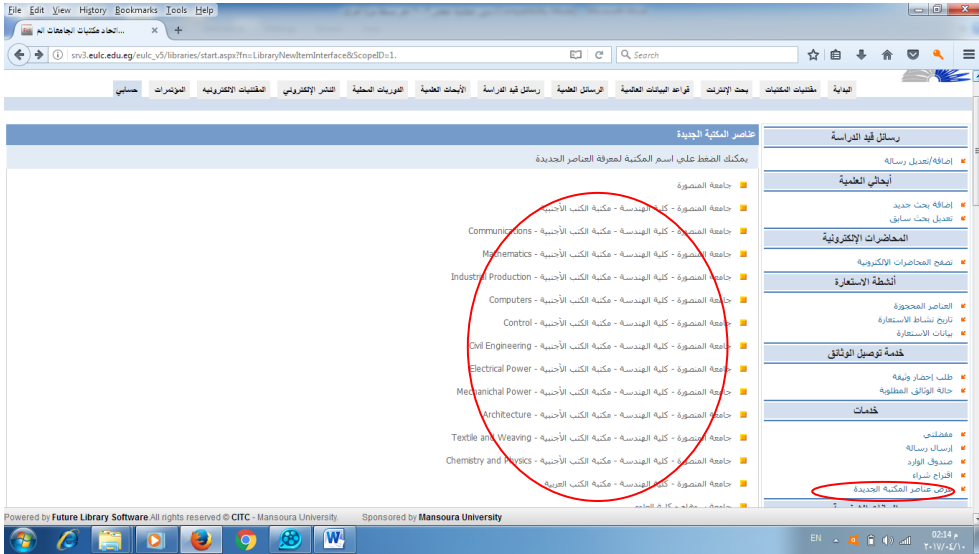 File Edit View History Bookmarks Tools Help
اتحاد مكتبات الجامعات الم...
srv3.eulc.edu.eg/eulc_v5/libraries/start.aspx?fn=LibraryNewItemInterface&ScopeID=1.
Search
البداية مقتنيات المكتبات بحث الإنترنت قواعد البيانات العالمية الرسائل العلمية رسائل قيد الدراسة الأبحاث العلمية الدوريات المحلية النشر الإلكتروني المقتنيات الالكترونية المؤتمرات حسابي
رسائل قيد الدراسة
إضافة/تعديل رسالة
أبحاثي العلمية
إضافة بحث جديد
تعديل بحث سابق
المحاضرات الإلكترونية
تصفح المحاضرات الالكترونية
أنشطة الاستعارة
العناصر المحجوزة
تاريخ نشاط الاستعارة
بيانات الاستعارة
خدمة توصيل الوثائق
طلب إحضار وثيقة
حالة الوثائق المطلوبة
خدمات
مفضلتي
إرسال رسالة
صندوق الوارد
اقتراح شراء
عرض عناصر المكتبة الجديدة
عناصر المكتبة الجديدة
يمكنك الضغط علي اسم المكتبة لمعرفة العناصر الجديدة
جامعة المنصورة
جامعة المنصورة - كلية الهندسة - مكتبة الكتب الأجنبية
جامعة المنصورة - كلية الهندسة - مكتبة الكتب الأجنبية - Communications
جامعة المنصورة - كلية الهندسة - مكتبة الكتب الأجنبية - Mathematics
جامعة المنصورة - كلية الهندسة - مكتبة الكتب الأجنبية - Industrial Production
جامعة المنصورة - كلية الهندسة - مكتبة الكتب الأجنبية - Computers
جامعة المنصورة - كلية الهندسة - مكتبة الكتب الأجنبية - Control
جامعة المنصورة - كلية الهندسة - مكتبة الكتب الأجنبية - Civil Engineering
جامعة المنصورة - كلية الهندسة - مكتبة الكتب الأجنبية - Electrical Power
جامعة المنصورة - كلية الهندسة - مكتبة الكتب الأجنبية - Mechanichal Power
جامعة المنصورة - كلية الهندسة - مكتبة الكتب الأجنبية - Architecture
جامعة المنصورة - كلية الهندسة - مكتبة الكتب الأجنبية - Textile and Weaving
جامعة المنصورة - كلية الهندسة - مكتبة الكتب الأجنبية - Chemistry and Physics
جامعة المنصورة - كلية الهندسة - مكتبة الكتب العربية
Powered by Future Library Software.All rights reserved © CITC - Mansoura University. Sponsored by Mansoura University
EN
02:14 م
٢٠١٧/٠٤/١٠